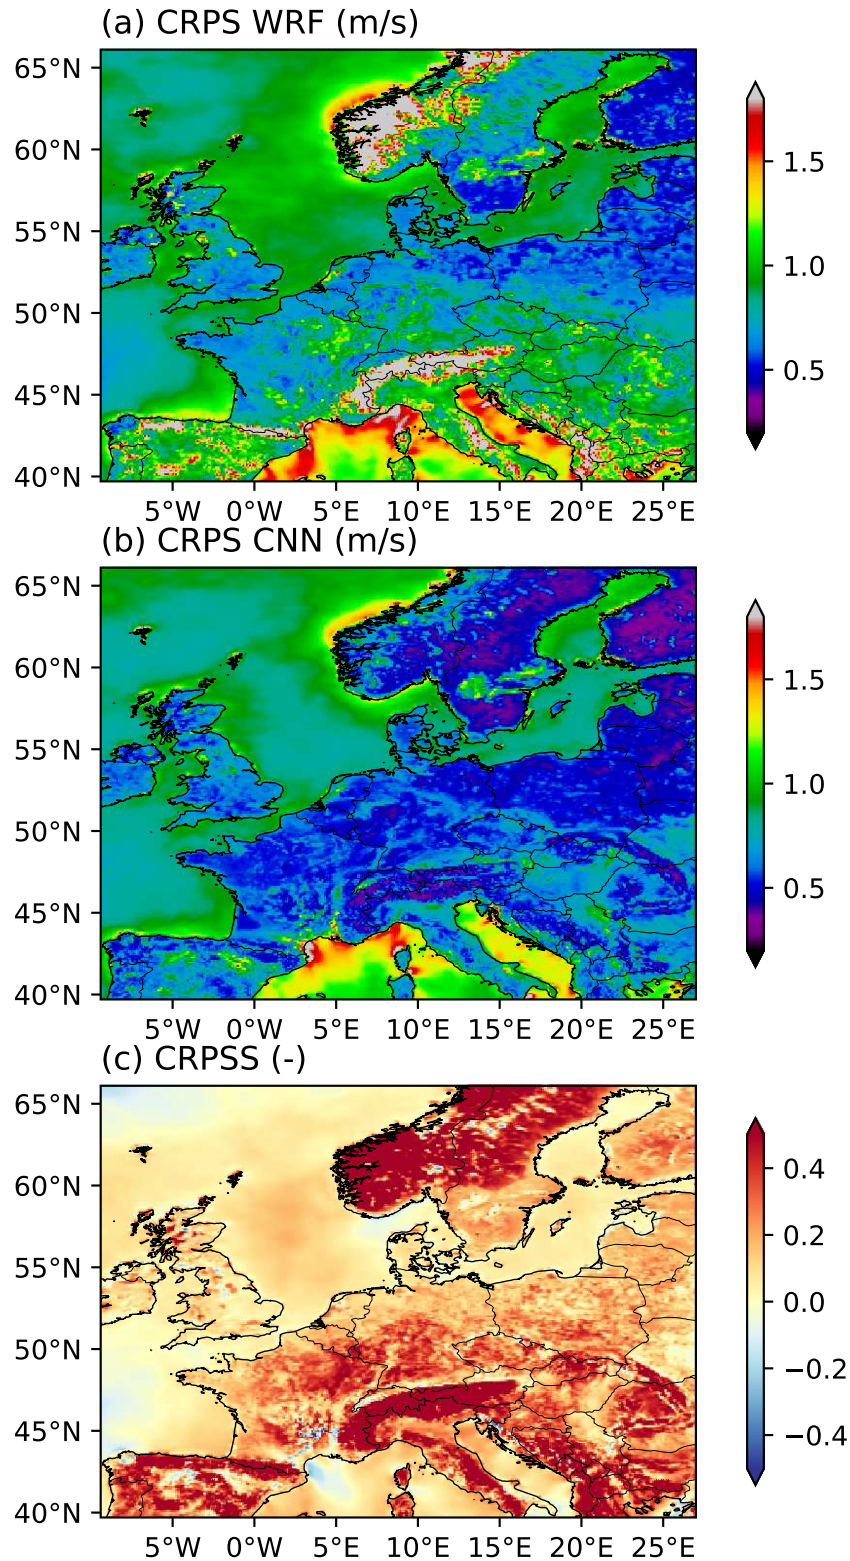 (a) CRPS WRF (m/s)
65°N
60°N
55°N
50°N
45°N
40°N
5°W 0°W 5°E 10°E 15°E 20°E 25°E
1.5
1.0
0.5
(b) CRPS CNN (m/s)
65°N
60°N
55°N
50°N
45°N
40°N
5°W 0°W 5°E 10°E 15°E 20°E 25°E
1.5
1.0
0.5
(c) CRPSS (-)
65°N
60°N
55°N
50°N
45°N
40°N
5°W 0°W 5°E 10°E 15°E 20°E 25°E
0.4
0.2
0.0
−0.2
−0.4